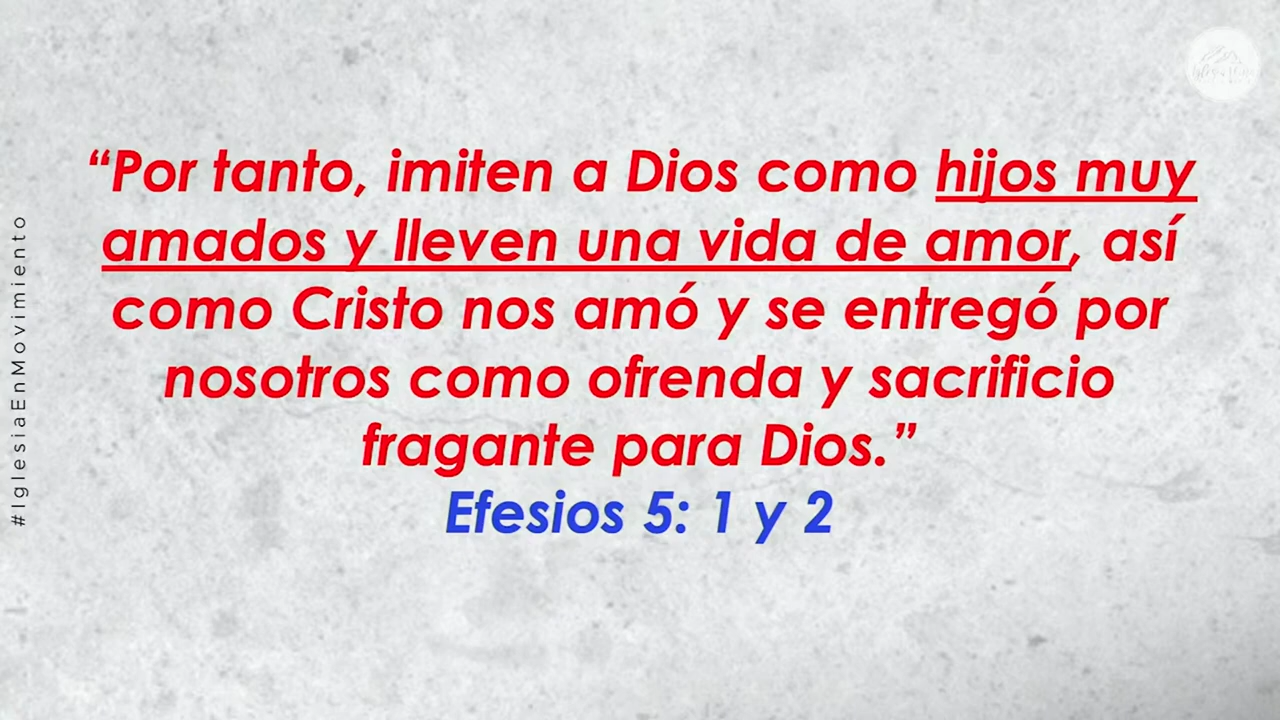 “Por tanto, imiten a Dios como hijos muy
amados y lleven una vida de amor, así
como Cristo nos amó y se entregó por
nosotros como ofrenda y sacrificio
fragante para Dios.”
Efesios 5: 1 y 2
#IglesiaEnMovimiento